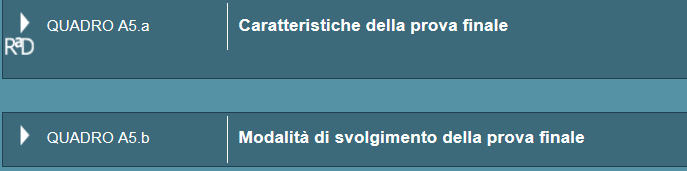 QUADRO A5.a Caratteristiche della prova finale
RaD
QUADRO A5.b Modalità di svolgimento della prova finale